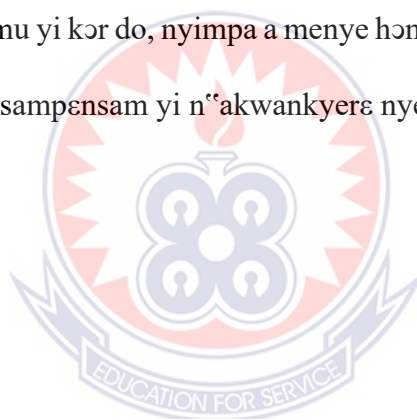 mu yi kɔr do, nyimpa a menye hɔn
sampɛnsam yi n‟akwankyerɛ nye
EDUCATION FOR SERVICE